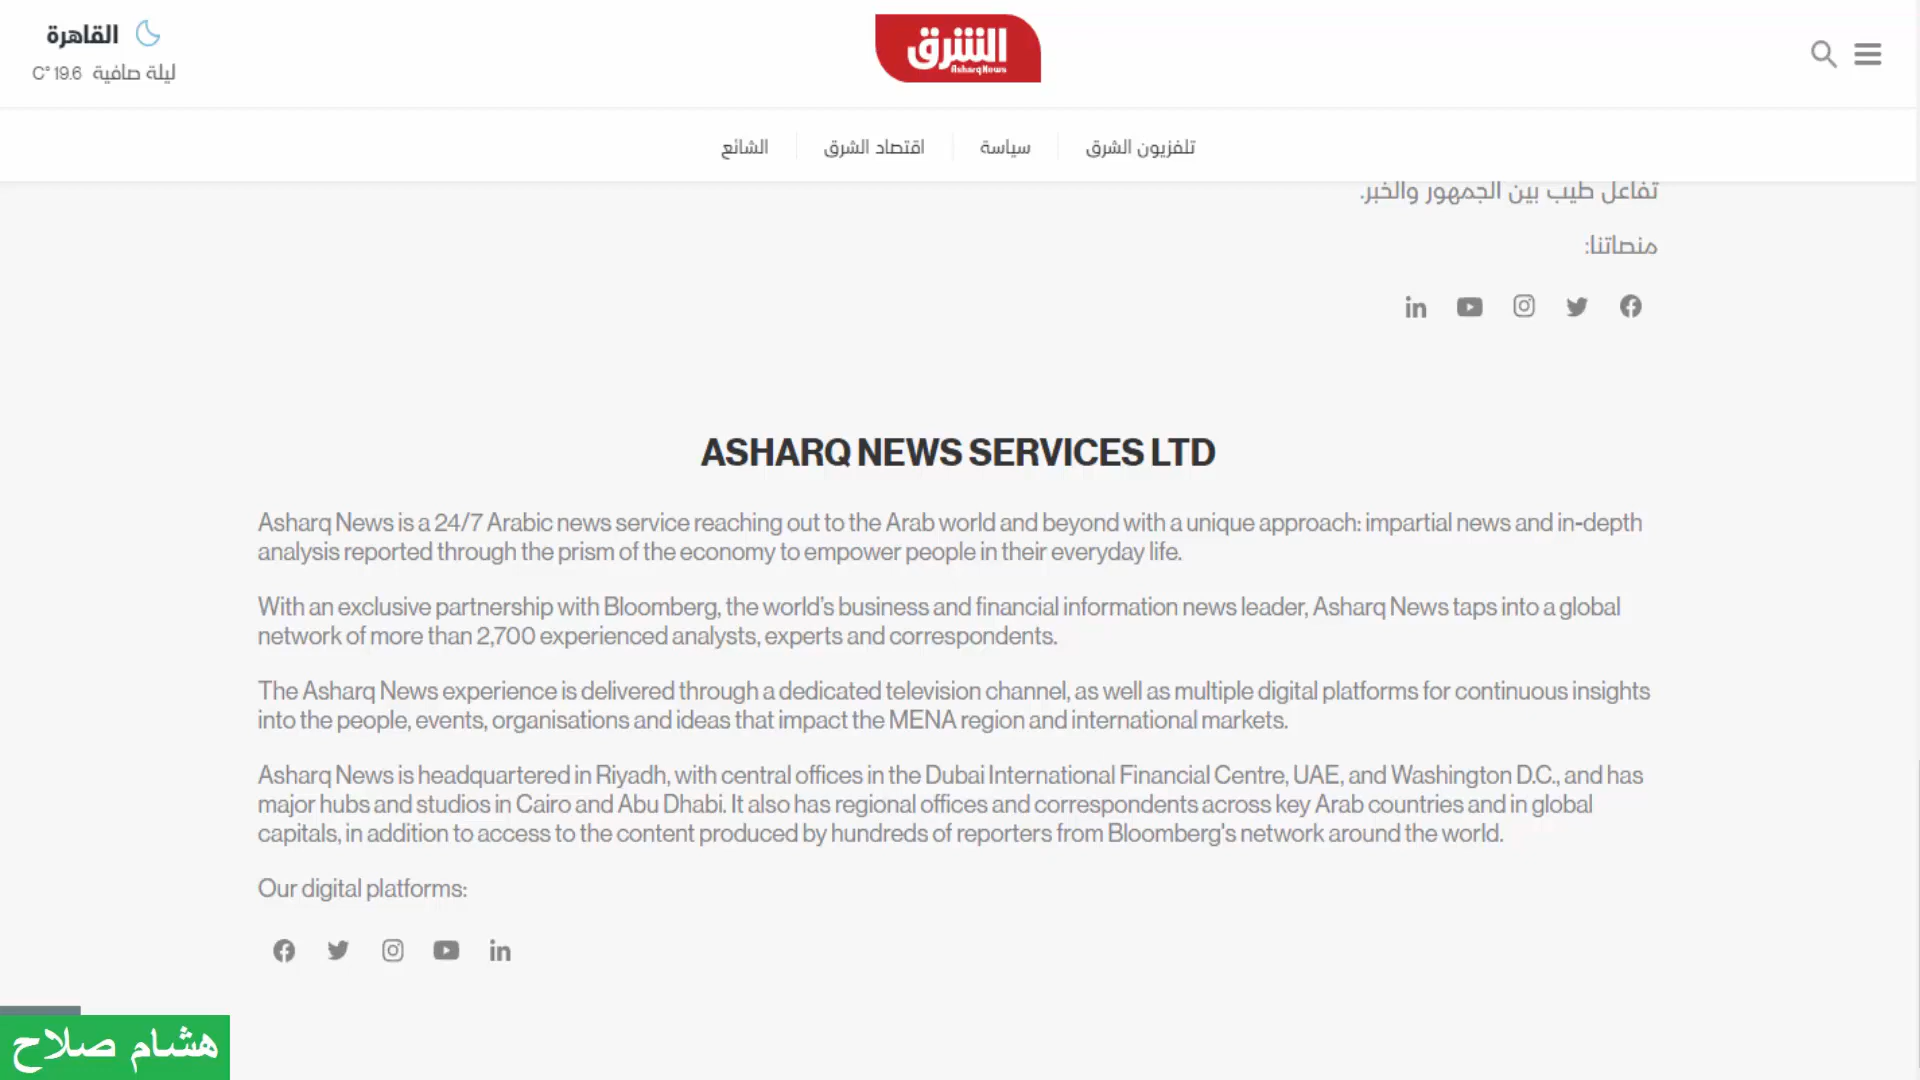 القاهرة
ليلة صافية 19.6 °C
الشرق
Asharq News
تلفزيون الشرق
سياسة
اقتصاد الشرق
الشائع
تفاعل طيب بين الجمهور والخبر.
منصاتنا:
ASHARQ NEWS SERVICES LTD
Asharq News is a 24/7 Arabic news service reaching out to the Arab world and beyond with a unique approach: impartial news and in-depth
analysis reported through the prism of the economy to empower people in their everyday life.
With an exclusive partnership with Bloomberg, the world’s business and financial information news leader, Asharq News taps into a global
network of more than 2,700 experienced analysts, experts and correspondents.
The Asharq News experience is delivered through a dedicated television channel, as well as multiple digital platforms for continuous insights
into the people, events, organisations and ideas that impact the MENA region and international markets.
Asharq News is headquartered in Riyadh, with central offices in the Dubai International Financial Centre, UAE, and Washington D.C., and has
major hubs and studios in Cairo and Abu Dhabi. It also has regional offices and correspondents across key Arab countries and in global
capitals, in addition to access to the content produced by hundreds of reporters from Bloomberg's network around the world.
Our digital platforms:
هشام صلاح